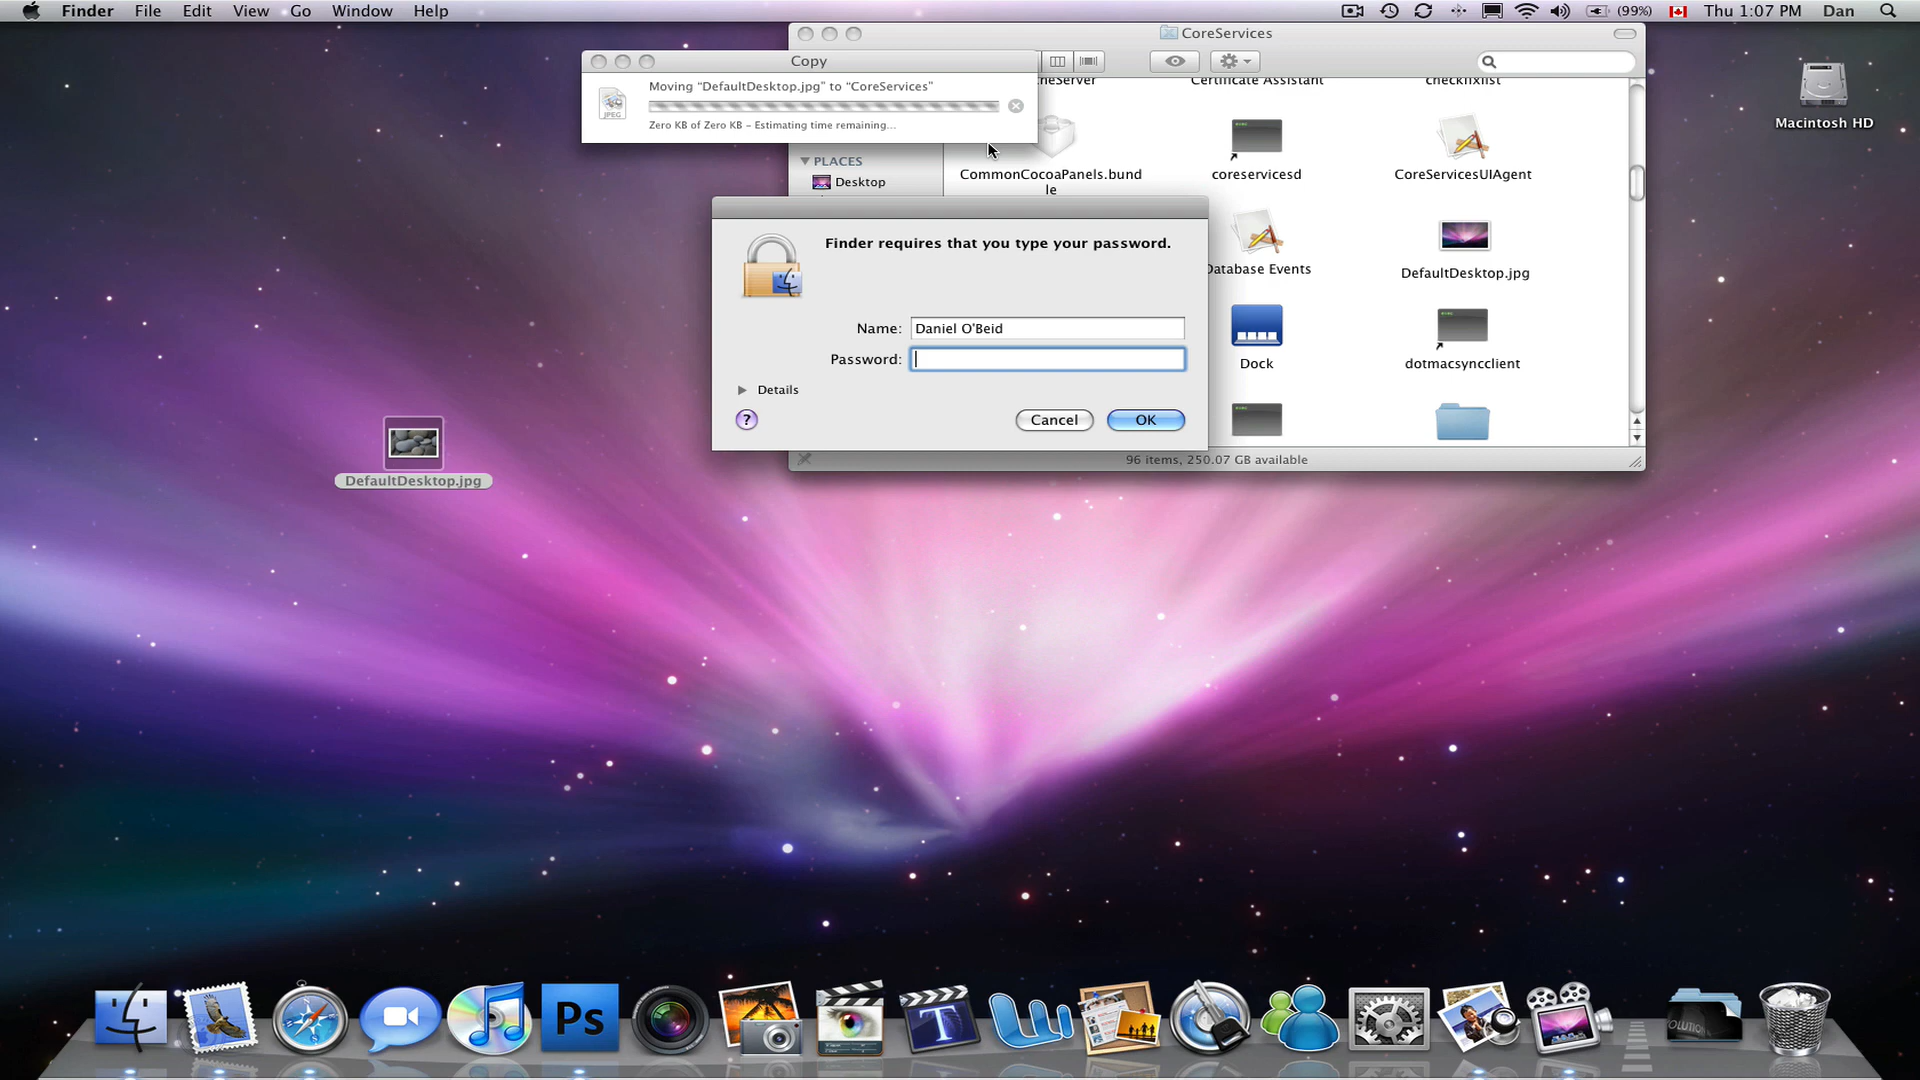 Finder File Edit View Go Window Help
(99%) Thu 1:07 PM Dan
CoreServices
Copy
Moving “DefaultDesktop.jpg” to “CoreServices”
Zero KB of Zero KB – Estimating time remaining...
JPEG
Certificate Assistant
checkfixlist
Macintosh HD
PLACES
Desktop
CommonCocoaPanels.bund
le
coreservicesd
CoreServicesUIAgent
Finder requires that you type your password.
Name: Daniel O'Beid
Password:
Details
?
Cancel OK
Database Events
DefaultDesktop.jpg
Dock
dotmacsyncclient
96 items, 250.07 GB available
DefaultDesktop.jpg
Ps
T